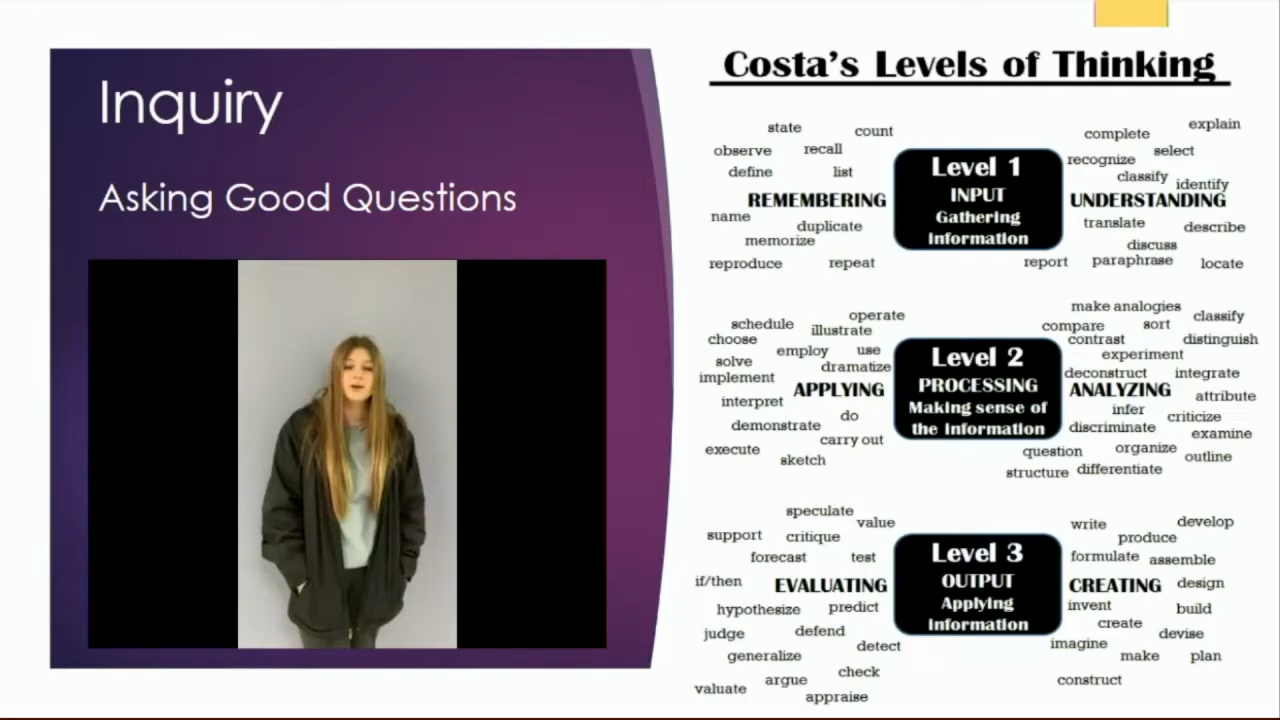 Inquiry
Asking Good Questions
Costa's Levels of Thinking
state
count
observe
recall
define
list
REMEMBERING
name
duplicate
memorize
reproduce
repeat
Level 1
INPUT
Gathering
Information
explain
complete
select
recognize
classify
identify
UNDERSTANDING
translate
describe
discuss
paraphrase
report
locate
operate
schedule
illustrate
choose
employ
use
solve
dramatize
implement
APPLYING
interpret
do
demonstrate
carry out
execute
sketch
Level 2
PROCESSING
Making sense of
the Information
make analogies
classify
compare
sort
contrast
distinguish
experiment
deconstruct
integrate
ANALYZING
attribute
infer
criticize
discriminate
examine
question
organize
outline
structure
differentiate
speculate
value
support
critique
forecast
test
if/then
EVALUATING
hypothesize
predict
judge
defend
detect
generalize
check
argue
valuate
appraise
Level 3
OUTPUT
Applying
Information
write
develop
produce
formulate
assemble
CREATING
design
invent
build
create
devise
imagine
make
plan
construct